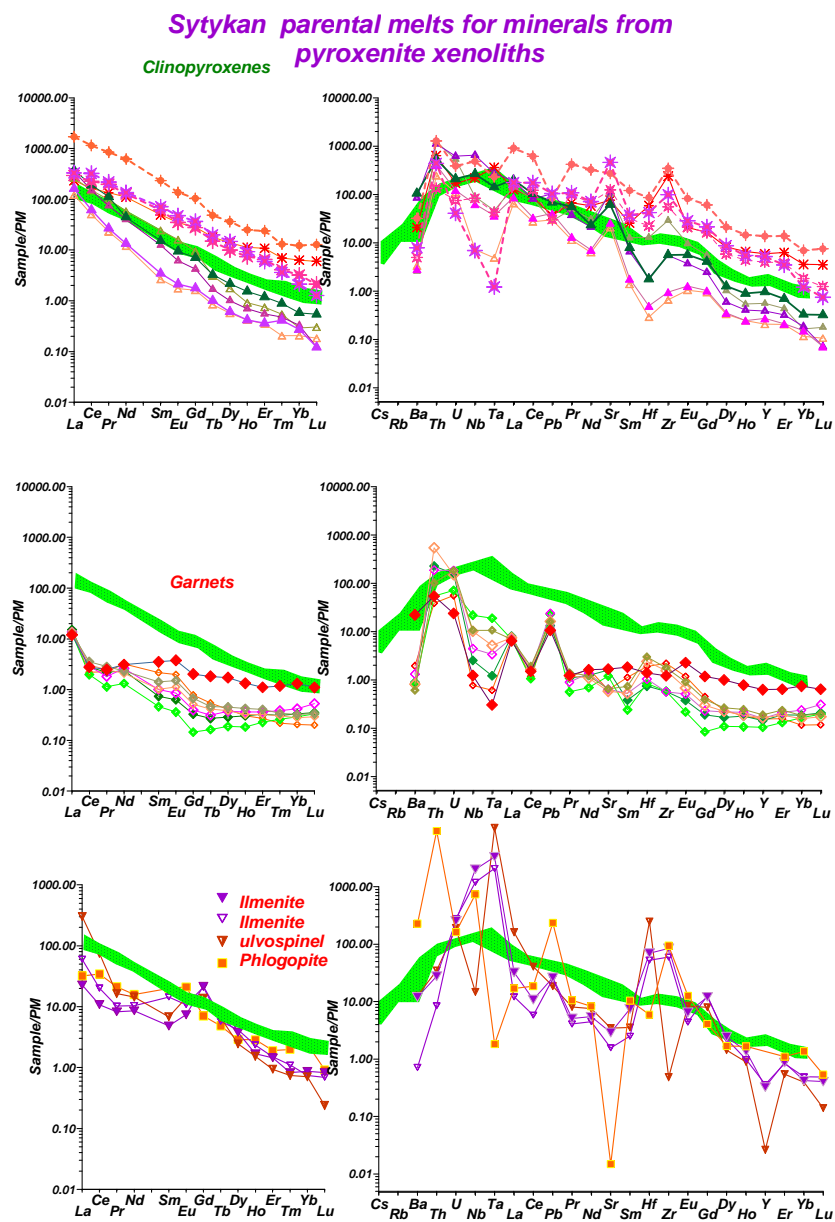 Sytykan parental melts for minerals from
pyroxenite xenoliths
Clinopyroxenes
10000.00
1000.00
100.00
10.00
1.00
0.10
0.01
Sample/PM
La Ce Pr Nd Sm Eu Gd Tb Dy Ho Er Tm Yb Lu
10000.00
1000.00
100.00
10.00
1.00
0.10
0.01
Sample/PM
Cs Rb Ba Th U Nb Ta La Ce Pb Pr Nd Sr Sm Hf Zr Eu Gd Dy Ho Y Er Yb Lu
Garnets
10000.00
1000.00
100.00
10.00
1.00
0.10
0.01
Sample/PM
La Ce Pr Nd Sm Eu Gd Tb Dy Ho Er Tm Yb Lu
10000.00
1000.00
100.00
10.00
1.00
0.10
0.01
Sample/PM
Cs Rb Ba Th U Nb Ta La Ce Pb Pr Nd Sr Sm Hf Zr Eu Gd Dy Ho Y Er Yb Lu
Ilmenite
Ilmenite
ulvospinel
Phlogopite
1000.00
100.00
10.00
1.00
0.10
0.01
Sample/PM
La Ce Pr Nd Sm Eu Gd Tb Dy Ho Er Tm Yb Lu
1000.00
100.00
10.00
1.00
0.10
0.01
Sample/PM
Cs Rb Ba Th U Nb Ta La Ce Pb Pr Nd Sr Sm Hf Zr Eu Gd Dy Ho Y Er Yb Lu